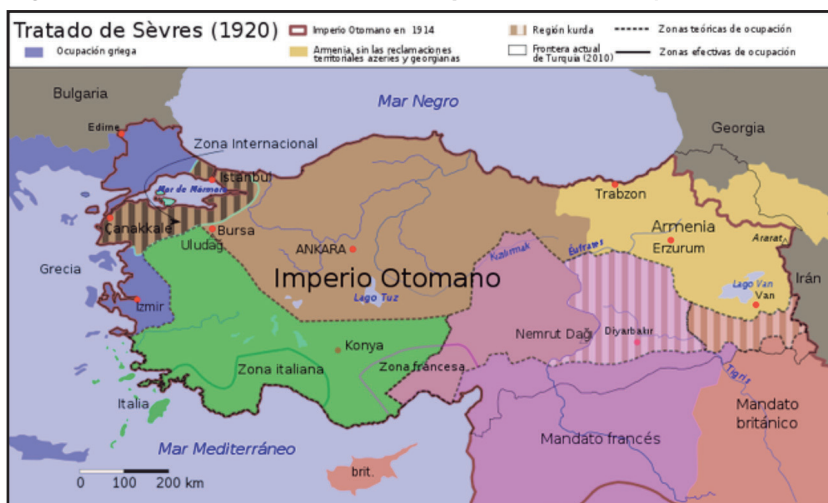 Tratado de Sèvres (1920)
Ocupación griega
Imperio Otomano en 1914
Armenia, sin las reclamaciones
territoriales azeries y georgianas
Región kurda
Frontera actual
de Turquía (2010)
Zonas teóricas de ocupación
Zonas efectivas de ocupación
Bulgaria
Mar Negro
Georgia
Edirne
Zona Internacional
Istanbul
Mar de Mármara
Trabzon
Armenia
Çanakkale
Bursa
Uludağ
ANKARA
Kızılırmak
Éufrates
Erzurum
Ararat
Grecia
Imperio Otomano
Irán
Lago Tuz
Lago Van
Van
İzmir
Nemrut Dağı
Diyarbakır
Konya
Zona italiana
Zona francesa
Tigris
Italia
Mandato
británico
Mandato francés
Mar Mediterráneo
brit.
0 100 200 km